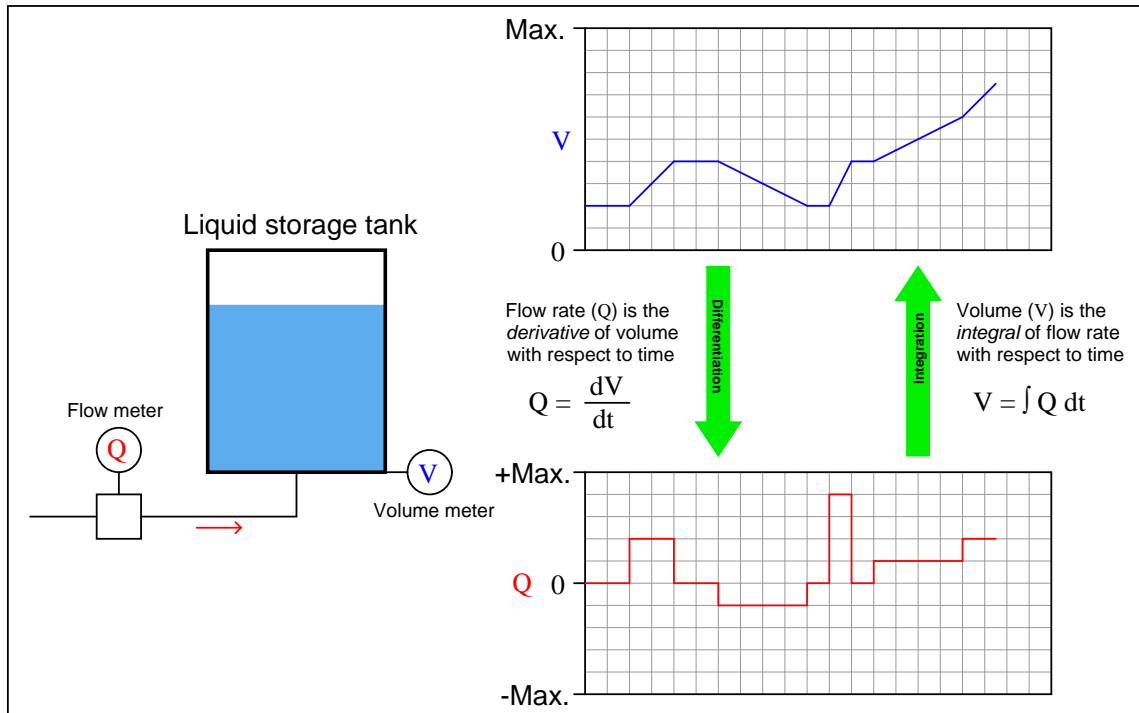 Liquid storage tank
Flow meter
Q
V
Volume meter
Max.
V
0
Flow rate (Q) is the
derivative of volume
with respect to time
Q = dV
dt
Differentiation
Integration
Volume (V) is the
integral of flow rate
with respect to time
V = ∫ Q dt
+Max.
Q 0
-Max.